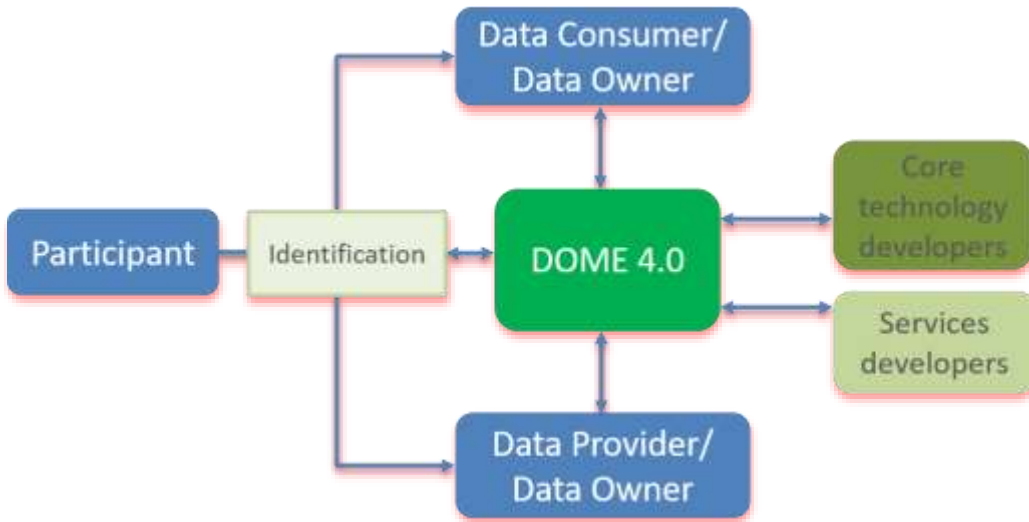 Data Consumer/
Data Owner
Core
technology
developers
Participant
Identification
DOME 4.0
Services
developers
Data Provider/
Data Owner